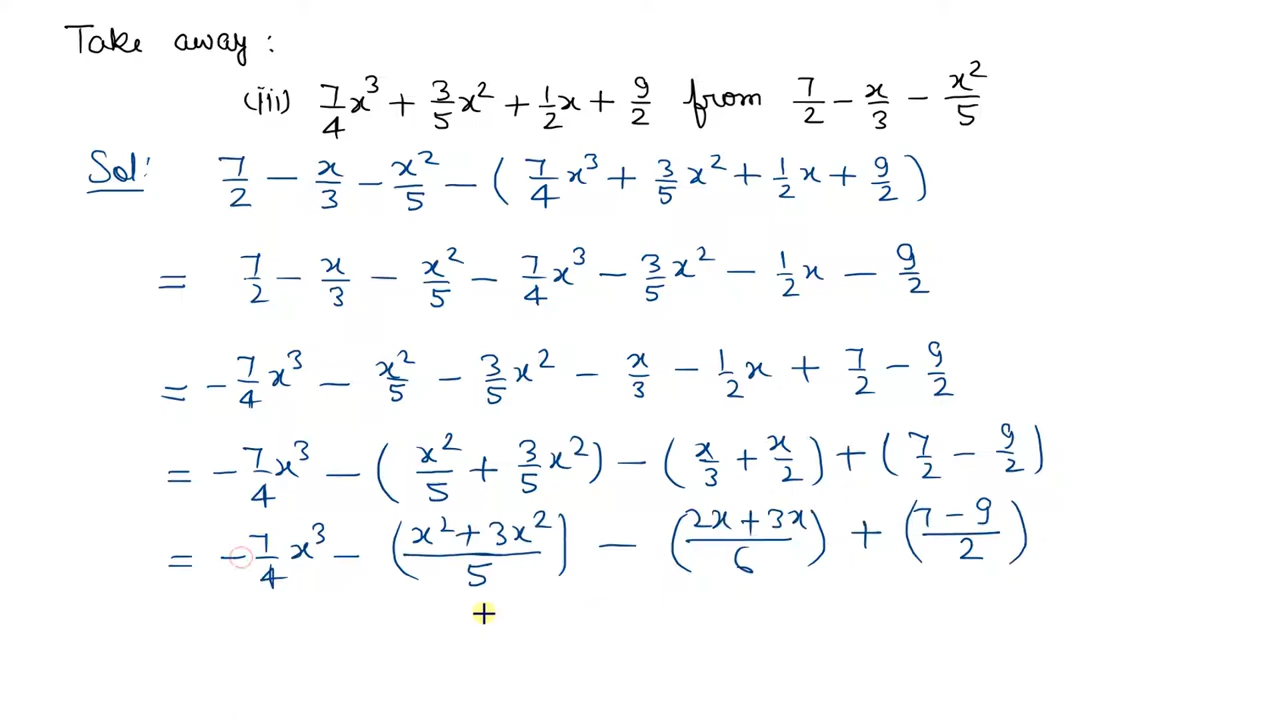 Take away:
(iii) 7/4 x³ + 3/5 x² + 1/2 x + 9/2 from 7/2 - x/3 - x²/5
Sol: 7/2 - x/3 - x²/5 - ( 7/4 x³ + 3/5 x² + 1/2 x + 9/2 )
= 7/2 - x/3 - x²/5 - 7/4 x³ - 3/5 x² - 1/2 x - 9/2
= - 7/4 x³ - x²/5 - 3/5 x² - x/3 - 1/2 x + 7/2 - 9/2
= - 7/4 x³ - ( x²/5 + 3/5 x² ) - ( x/3 + x/2 ) + ( 7/2 - 9/2 )
= - 7/4 x³ - ( (x² + 3x²)/5 ) - ( (2x + 3x)/6 ) + ( (7 - 9)/2 )